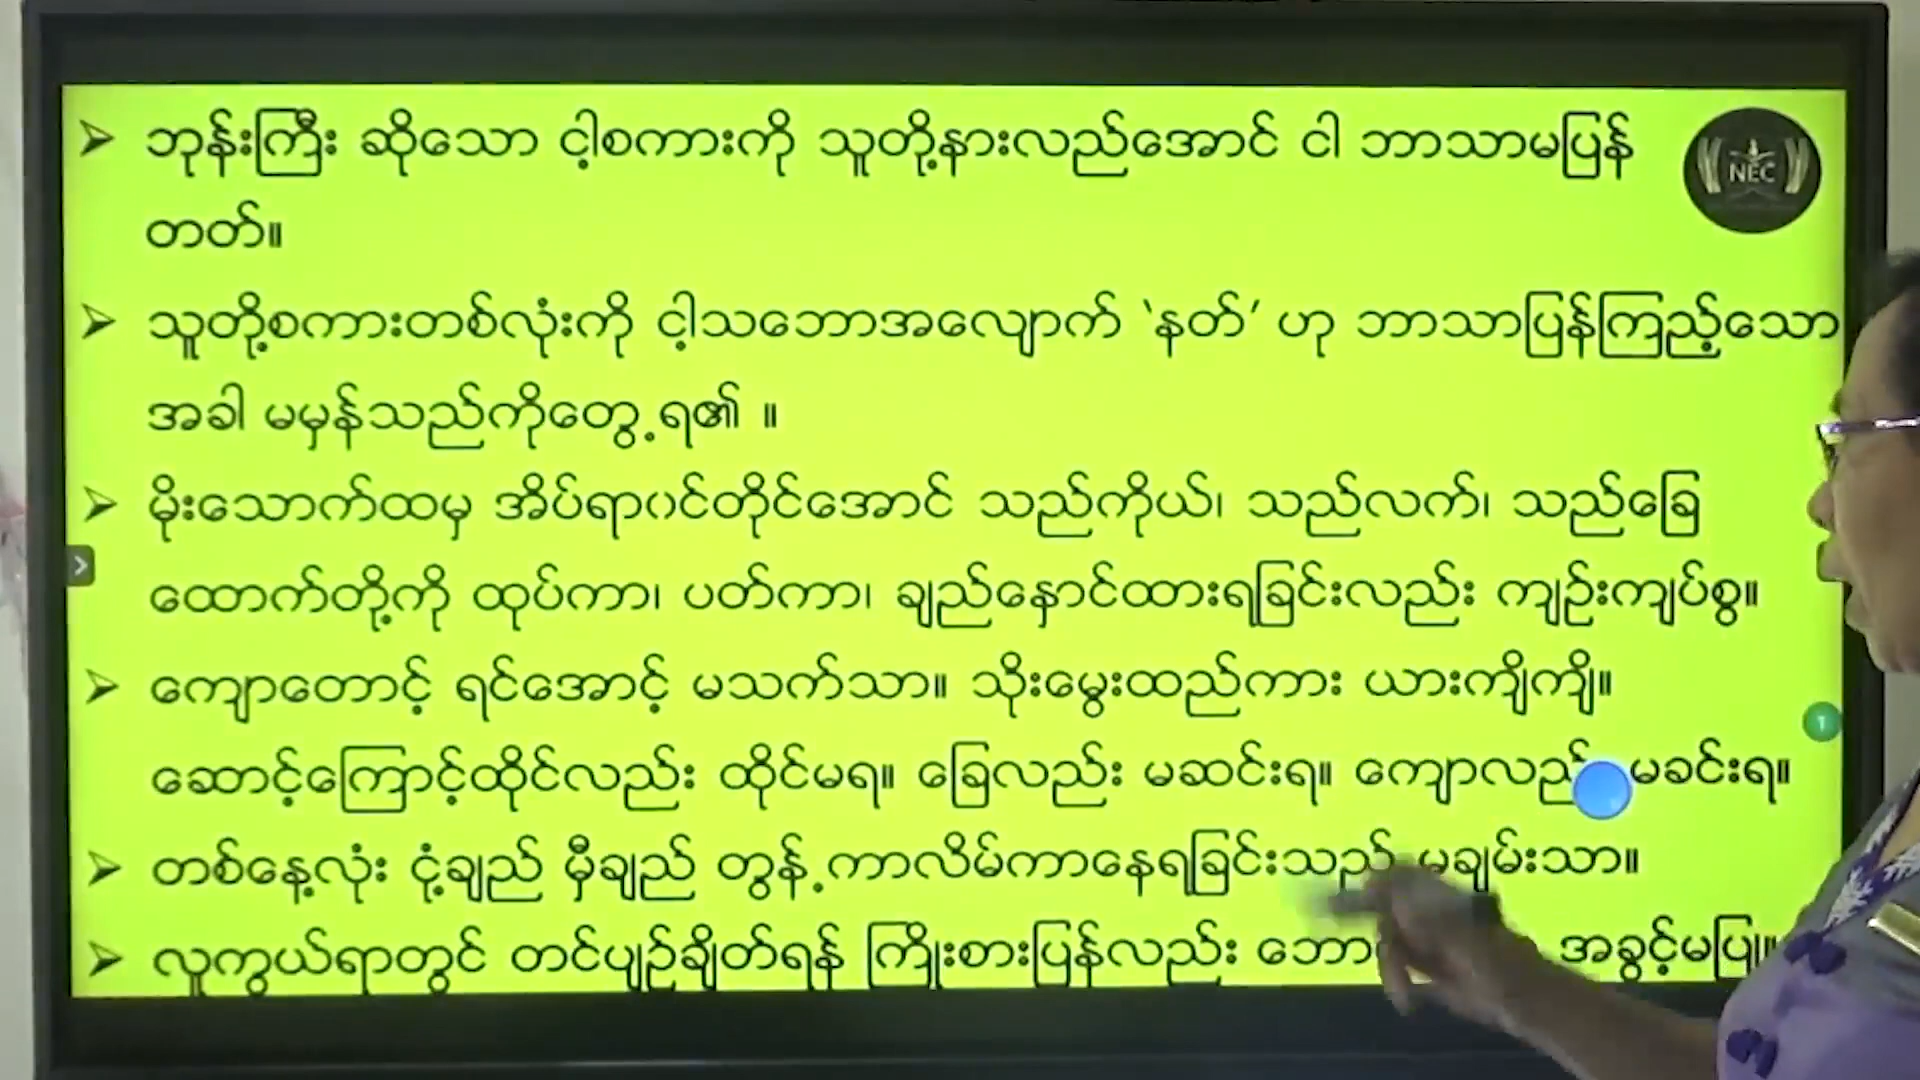 ဘုန်းကြီး ဆိုသော ငါ့စကားကို သူတို့နားလည်အောင် ငါ ဘာသာမပြန်
တတ်။
NEC
သူတို့စကားတစ်လုံးကို ငါ့သဘောအလျောက် ‘နတ်’ ဟု ဘာသာပြန်ကြည့်သော
အခါ မမှန်သည်ကိုတွေ့ရ၏ ။
မိုးသောက်ထမှ အိပ်ရာဝင်တိုင်အောင် သည်ကိုယ်၊ သည်လက်၊ သည်ခြေ
ထောက်တို့ကို ထုပ်ကာ၊ ပတ်ကာ၊ ချည်နှောင်ထားရခြင်းလည်း ကျဉ်းကျပ်စွ။
ကျောတောင့် ရင်အောင့် မသက်သာ။ သိုးမွေးထည်ကား ယားကျိကျိ။
ဆောင့်ကြောင့်ထိုင်လည်း ထိုင်မရ။ ခြေလည်း မဆင်းရ။ ကျောလည် မခင်းရ။
တစ်နေ့လုံး ငုံ့ချည် မှီချည် တွန့်ကာလိမ်ကာနေရခြင်းသည် မချမ်းသာ။
လူကွယ်ရာတွင် တင်ပျဉ်ချိတ်ရန် ကြိုးစားပြန်လည်း အခွင့်မပြု။
1